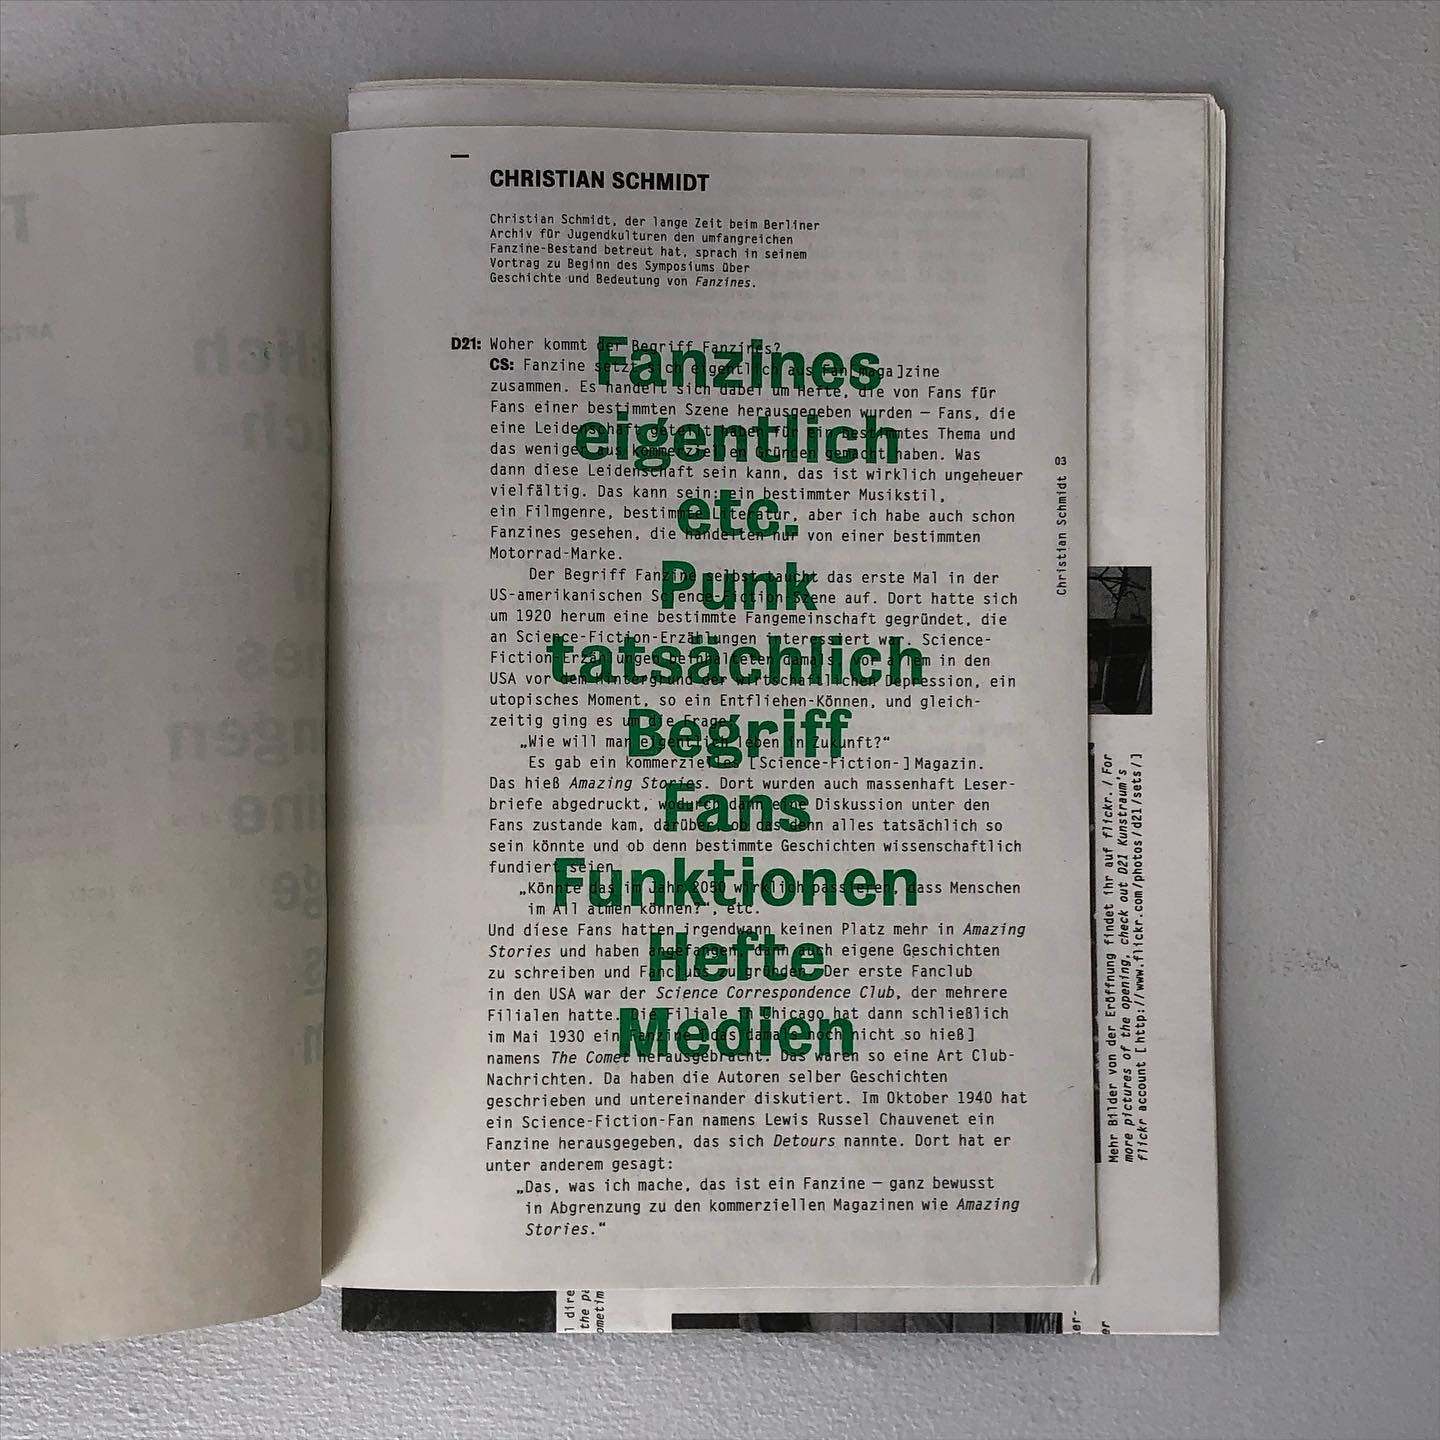 CHRISTIAN SCHMIDT
Christian Schmidt, der lange Zeit beim Berliner
Archiv für Jugendkulturen den umfangreichen
Fanzine-Bestand betreut hat, sprach in seinem
Vortrag zu Beginn des Symposiums über
Geschichte und Bedeutung von Fanzines.
D21: Woher kommt der Begriff Fanzines?
CS: Fanzine setzt sich eigentlich aus fan[maga]zine
zusammen. Es handelt sich dabei um Hefte, die von Fans für
Fans einer bestimmten Szene herausgegeben wurden — Fans, die
eine Leidenschaft geteilt haben für ein bestimmtes Thema und
das weniger aus kommerziellen Gründen gemacht haben. Was
dann diese Leidenschaft sein kann, das ist wirklich ungeheuer
vielfältig. Das kann sein: ein bestimmter Musikstil,
ein Filmgenre, bestimmte Literatur, aber ich habe auch schon
Fanzines gesehen, die handelten nur von einer bestimmten
Motorrad-Marke.
Der Begriff Fanzine selbst taucht das erste Mal in der
US-amerikanischen Science-Fiction-Szene auf. Dort hatte sich
um 1920 herum eine bestimmte Fangemeinschaft gegründet, die
an Science-Fiction-Erzählungen interessiert war. Science-
Fiction-Erzählungen beinhalteten damals, vor allem in den
USA vor dem Hintergrund der wirtschaftlichen Depression, ein
utopisches Moment, so ein Entfliehen-Können, und gleich-
zeitig ging es um die Frage:
„Wie will man eigentlich leben in Zukunft?“
Es gab ein kommerzielles [Science-Fiction-]Magazin.
Das hieß Amazing Stories. Dort wurden auch massenhaft Leser-
briefe abgedruckt, wodurch dann eine Diskussion unter den
Fans zustande kam, darüber, ob das denn alles tatsächlich so
sein könnte und ob denn bestimmte Geschichten wissenschaftlich
fundiert seien.
„Könnte das im Jahr 2050 wirklich passieren, dass Menschen
im All atmen können?“, etc.
Und diese Fans hatten irgendwann keinen Platz mehr in Amazing
Stories und haben angefangen, dann auch eigene Geschichten
zu schreiben und Fanclubs zu gründen. Der erste Fanclub
in den USA war der Science Correspondence Club, der mehrere
Filialen hatte. Die Filiale in Chicago hat dann schließlich
im Mai 1930 ein Fanzine [das damals noch nicht so hieß]
namens The Comet herausgebracht. Das waren so eine Art Club-
Nachrichten. Da haben die Autoren selber Geschichten
geschrieben und untereinander diskutiert. Im Oktober 1940 hat
ein Science-Fiction-Fan namens Lewis Russel Chauvenet ein
Fanzine herausgegeben, das sich Detours nannte. Dort hat er
unter anderem gesagt:
„Das, was ich mache, das ist ein Fanzine — ganz bewusst
in Abgrenzung zu den kommerziellen Magazinen wie Amazing
Stories.“
Fanzines
eigentlich
etc.
Punk
tatsächlich
Begriff
Fans
Funktionen
Hefte
Medien
Christian Schmidt 03
Mehr Bilder von der Eröffnung findet ihr auf flickr. / For
more pictures of the opening, check out D21 Kunstraum's
flickr account [http://www.flickr.com/photos/d21/sets/]